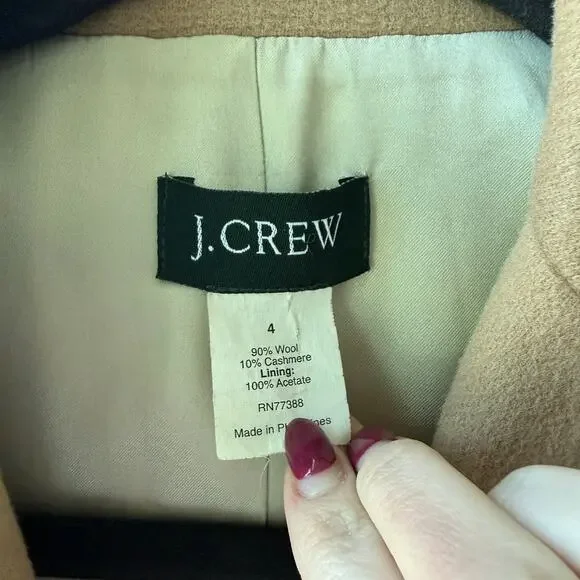 J.CREW
4
90% Wool
10% Cashmere
Lining:
100% Acetate
RN77388
Made in